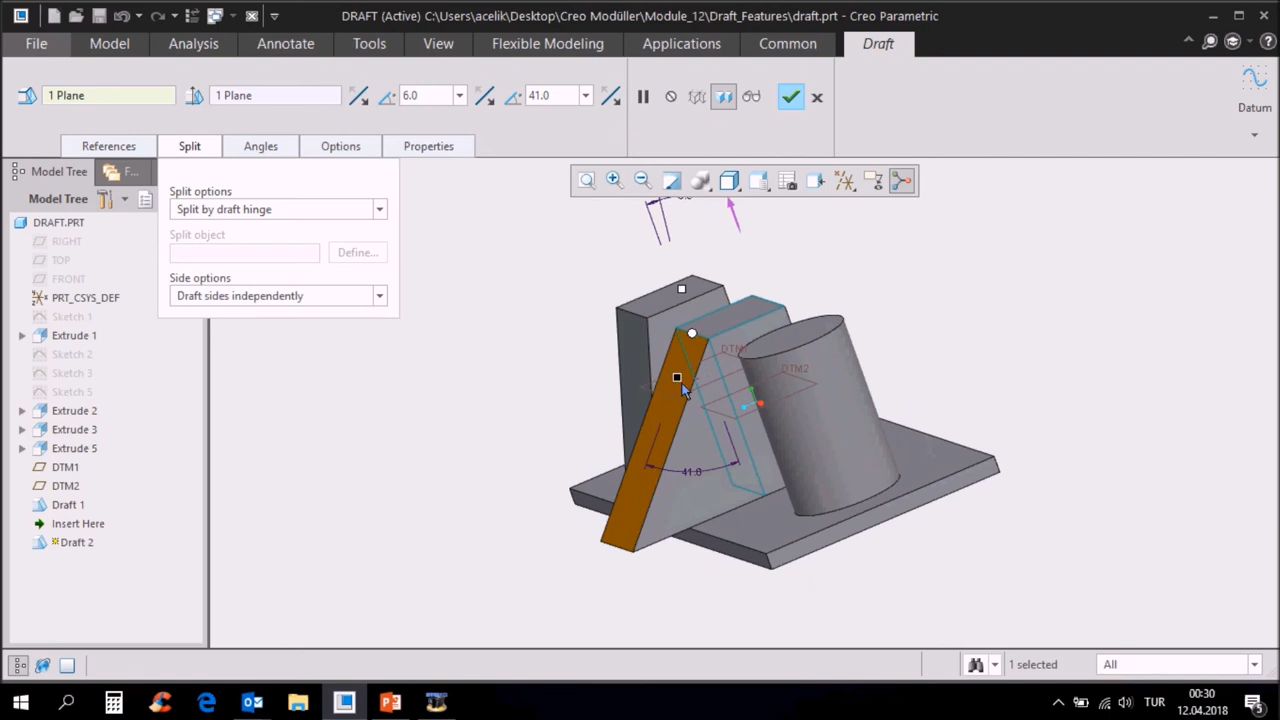 DRAFT (Active) C:\Users\acelik\Desktop\Creo Modüller\Module_12\Draft_Features\draft.prt - Creo Parametric
File Model Analysis Annotate Tools View Flexible Modeling Applications Common Draft
1 Plane 1 Plane 6.0 41.0
Datum
References Split Angles Options Properties
Model Tree F...
Model Tree
DRAFT.PRT
RIGHT
TOP
FRONT
PRT_CSYS_DEF
Sketch 1
Extrude 1
Sketch 2
Sketch 3
Sketch 5
Extrude 2
Extrude 3
Extrude 5
DTM1
DTM2
Draft 1
Insert Here
Draft 2
Split options
Split by draft hinge
Split object
Define...
Side options
Draft sides independently
DTM2
41.0
1 selected All
TUR
00:30
12.04.2018
5